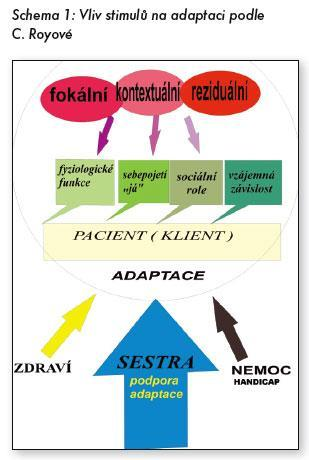 Schema 1: Vliv stimulů na adaptaci podle
C. Royové
fokální kontextuální reziduální
fyziologické
funkce
sebepojetí
„já"
sociální
role
vzájemná
závislost
PACIENT ( KLIENT )
ADAPTACE
ZDRAVÍ
SESTRA
podpora
adaptace
NEMOC
HANDICAP